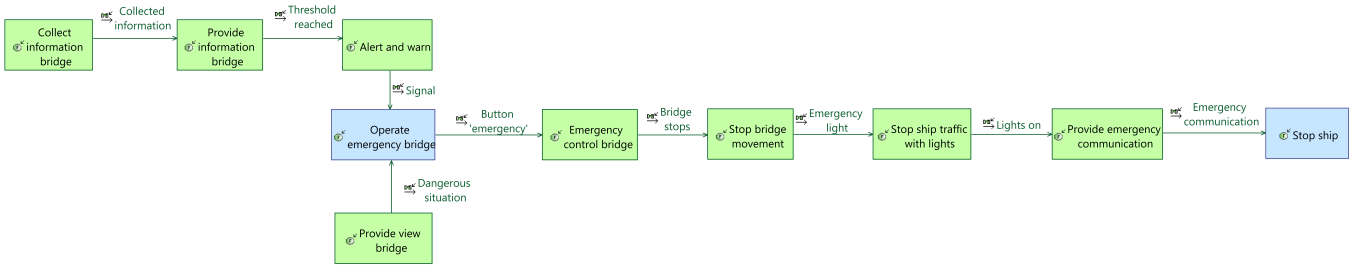 Collected
information
Threshold
reached
Collect
information
bridge
Provide
information
bridge
Alert and warn
Signal
Operate
emergency bridge
Button
'emergency'
Emergency
control bridge
Bridge
stops
Stop bridge
movement
Emergency
light
Stop ship traffic
with lights
Lights on
Provide emergency
communication
Emergency
communication
Stop ship
Dangerous
situation
Provide view
bridge